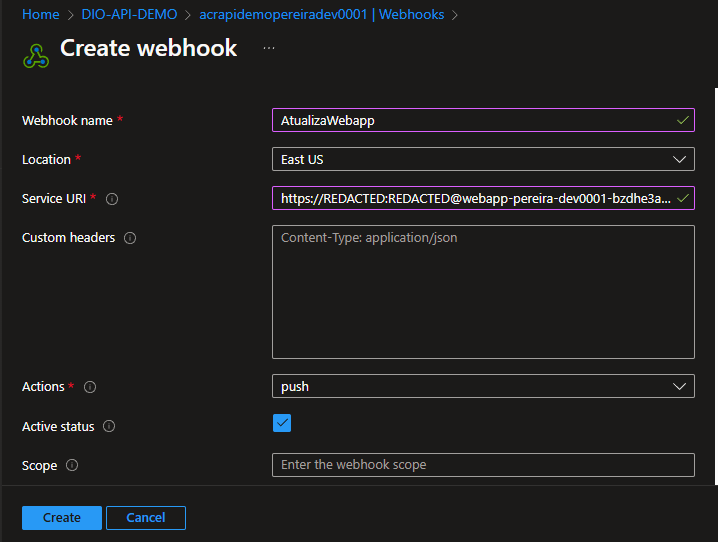 Home > DIO-API-DEMO > acrapidemopereiradev0001 | Webhooks >
Create webhook ...
Webhook name * AtualizaWebapp
Location * East US
Service URI * https://REDACTED:REDACTED@webapp-pereira-dev0001-bzdhe3a...
Custom headers Content-Type: application/json
Actions * push
Active status
Scope Enter the webhook scope
Create Cancel